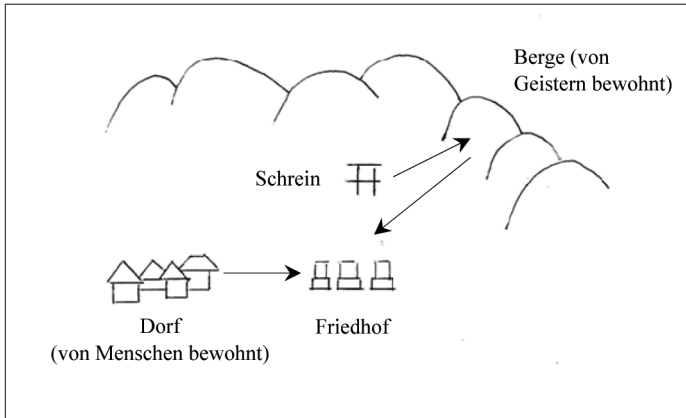 Berge (von
Geistern bewohnt)
Schrein
Dorf
(von Menschen bewohnt)
Friedhof